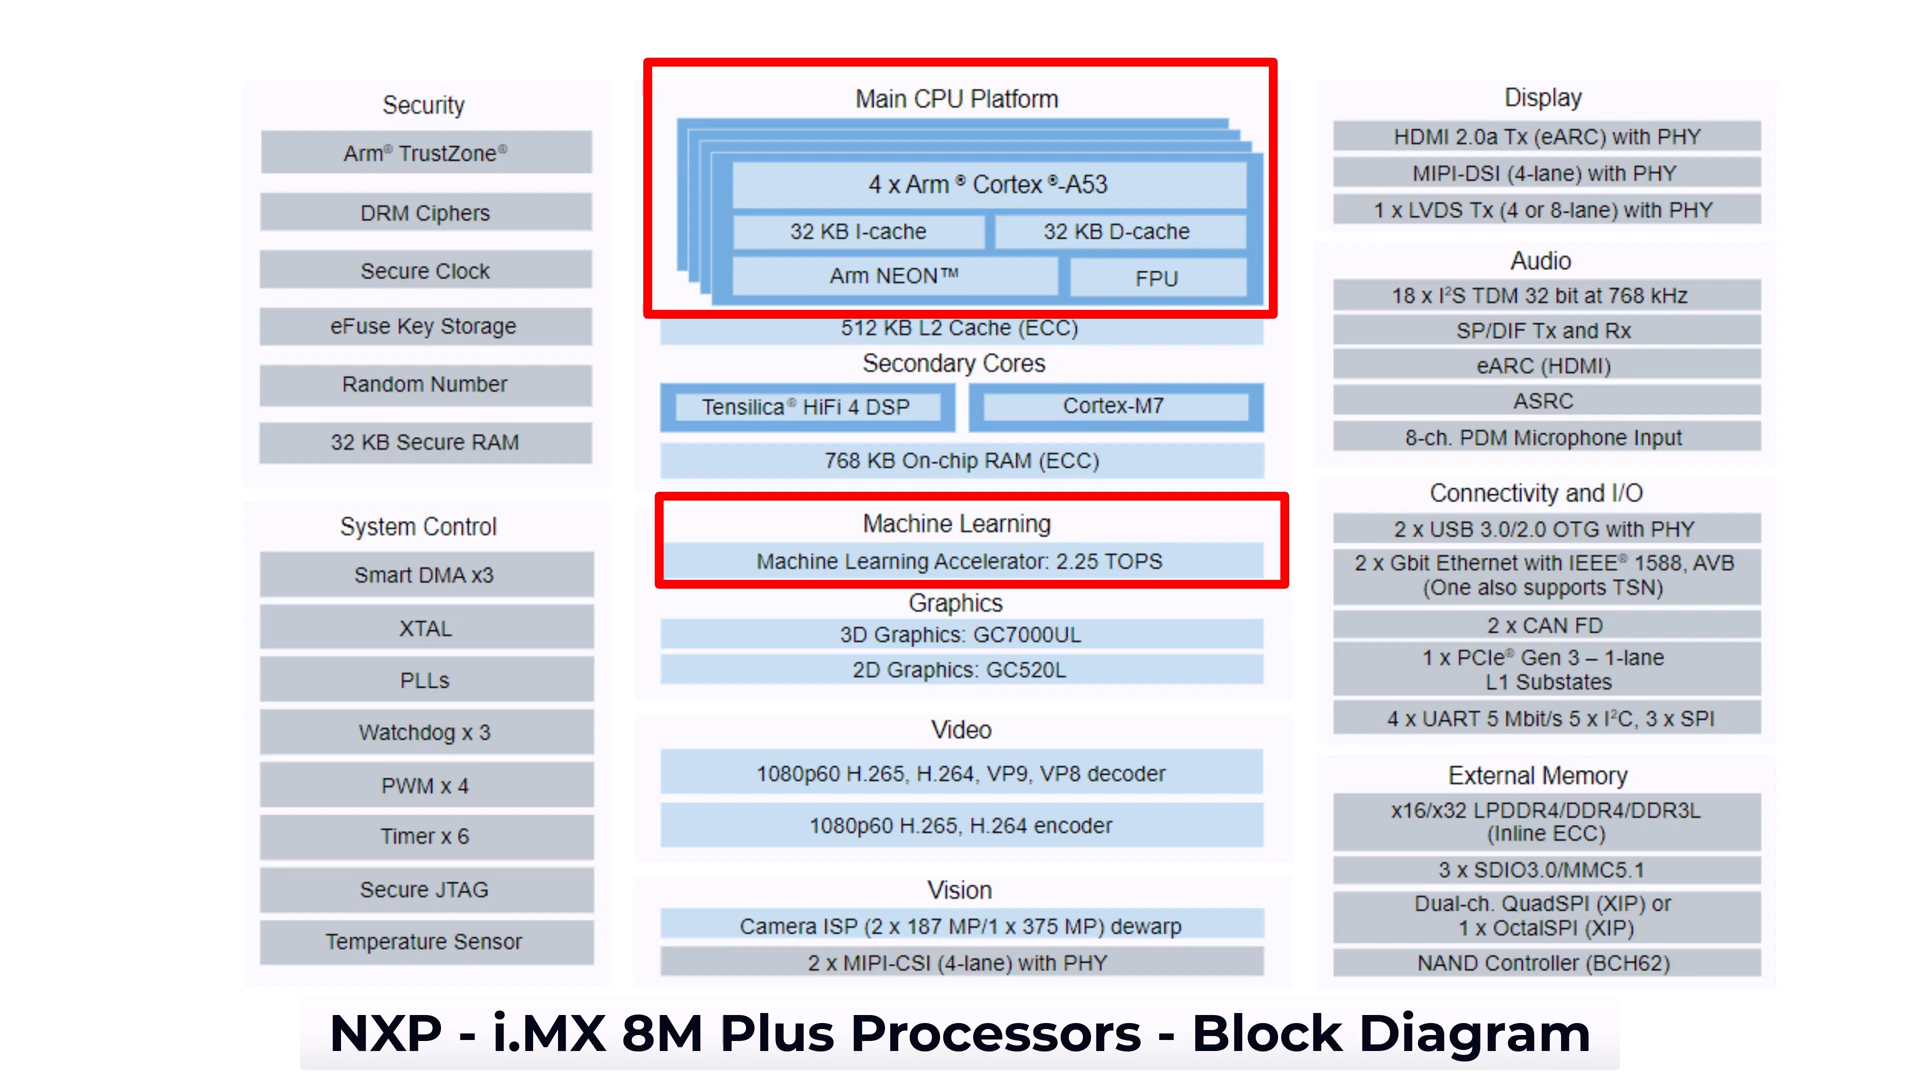 Security
Arm® TrustZone®
DRM Ciphers
Secure Clock
eFuse Key Storage
Random Number
32 KB Secure RAM
System Control
Smart DMA x3
XTAL
PLLs
Watchdog x 3
PWM x 4
Timer x 6
Secure JTAG
Temperature Sensor
Main CPU Platform
4 x Arm ® Cortex ®-A53
32 KB I-cache
32 KB D-cache
Arm NEON™
FPU
512 KB L2 Cache (ECC)
Secondary Cores
Tensilica® HiFi 4 DSP
Cortex-M7
768 KB On-chip RAM (ECC)
Machine Learning
Machine Learning Accelerator: 2.25 TOPS
Graphics
3D Graphics: GC7000UL
2D Graphics: GC520L
Video
1080p60 H.265, H.264, VP9, VP8 decoder
1080p60 H.265, H.264 encoder
Vision
Camera ISP (2 x 187 MP/1 x 375 MP) dewarp
2 x MIPI-CSI (4-lane) with PHY
Display
HDMI 2.0a Tx (eARC) with PHY
MIPI-DSI (4-lane) with PHY
1 x LVDS Tx (4 or 8-lane) with PHY
Audio
18 x I²S TDM 32 bit at 768 kHz
SP/DIF Tx and Rx
eARC (HDMI)
ASRC
8-ch. PDM Microphone Input
Connectivity and I/O
2 x USB 3.0/2.0 OTG with PHY
2 x Gbit Ethernet with IEEE® 1588, AVB
(One also supports TSN)
2 x CAN FD
1 x PCIe® Gen 3 – 1-lane
L1 Substates
4 x UART 5 Mbit/s 5 x I²C, 3 x SPI
External Memory
x16/x32 LPDDR4/DDR4/DDR3L
(Inline ECC)
3 x SDIO3.0/MMC5.1
Dual-ch. QuadSPI (XIP) or
1 x OctalSPI (XIP)
NAND Controller (BCH62)
NXP - i.MX 8M Plus Processors - Block Diagram